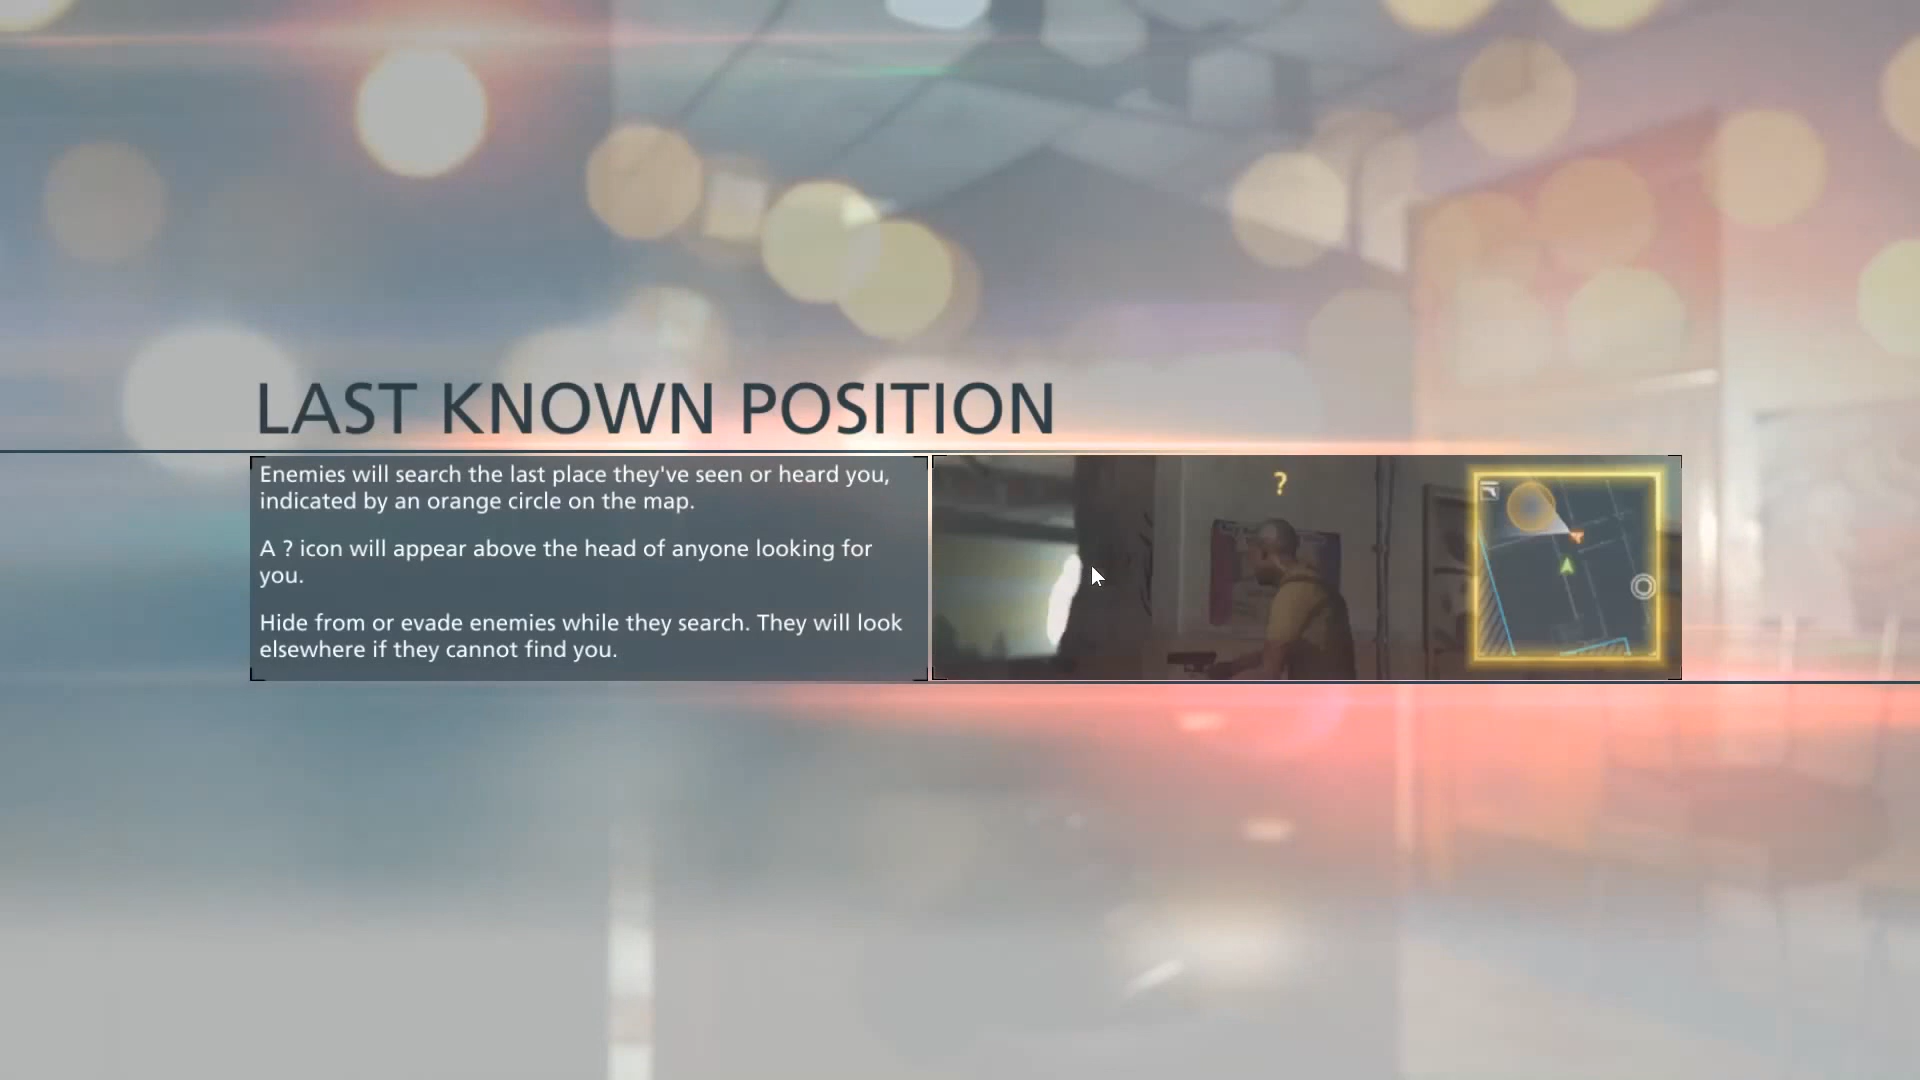 LAST KNOWN POSITION
Enemies will search the last place they've seen or heard you,
indicated by an orange circle on the map.
A ? icon will appear above the head of anyone looking for
you.
Hide from or evade enemies while they search. They will look
elsewhere if they cannot find you.
?